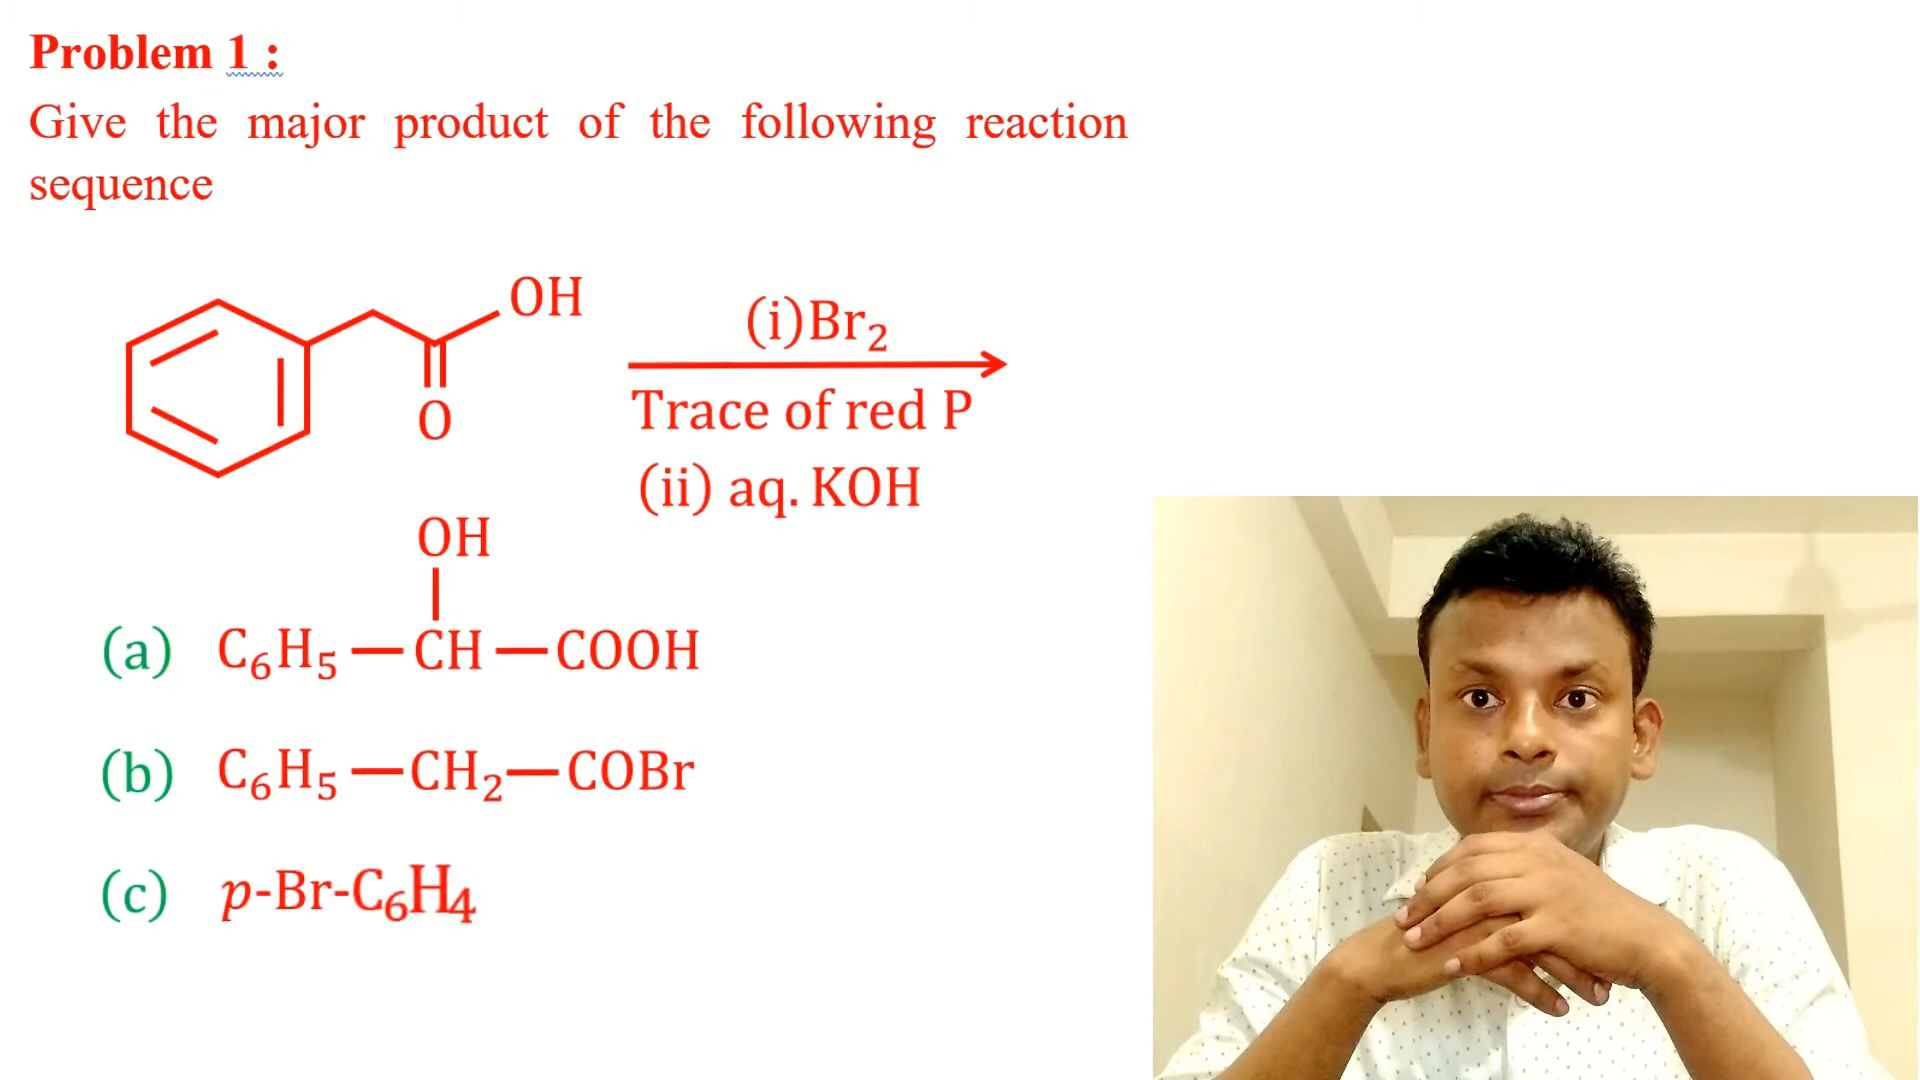 Problem 1 :
Give the major product of the following reaction
sequence
OH
O
(i)Br₂
Trace of red P
(ii) aq. KOH
OH
(a) C₆H₅—CH—COOH
(b) C₆H₅—CH₂—COBr
(c) p-Br-C₆H₄